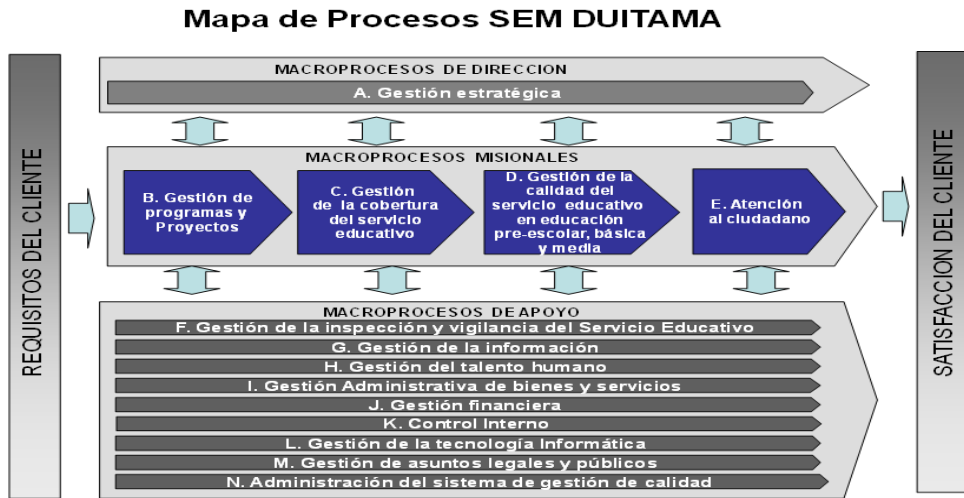 Mapa de Procesos SEM DUITAMA
REQUISITOS DEL CLIENTE
MACROPROCESOS DE DIRECCION
A. Gestión estratégica
MACROPROCESOS MISIONALES
B. Gestión de
programas y
Proyectos
C. Gestión
de la cobertura
del servicio
educativo
D. Gestión de la
calidad del
servicio educativo
en educación
pre-escolar, básica
y media
E. Atención
al ciudadano
MACROPROCESOS DE APOYO
F. Gestión de la inspección y vigilancia del Servicio Educativo
G. Gestión de la información
H. Gestión del talento humano
I. Gestión Administrativa de bienes y servicios
J. Gestión financiera
K. Control Interno
L. Gestión de la tecnología Informática
M. Gestión de asuntos legales y públicos
N. Administración del sistema de gestión de calidad
SATISFACCION DEL CLIENTE